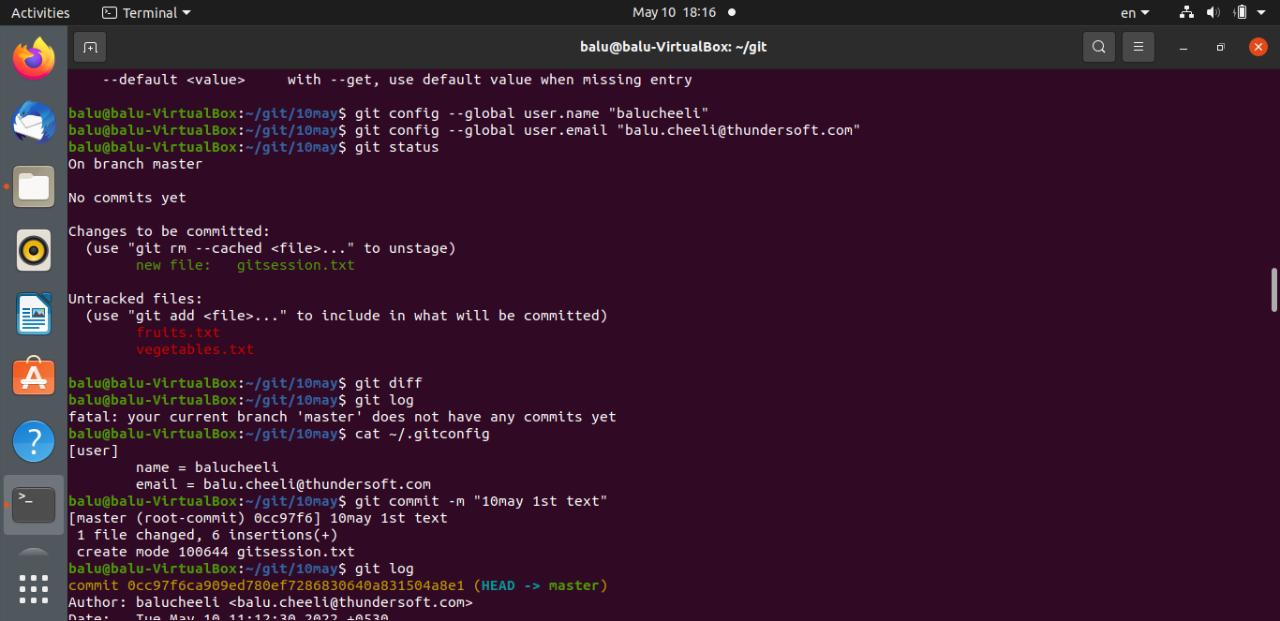 Activities
Terminal
May 10 18:16
en
balu@balu-VirtualBox: ~/git
--default <value>     with --get, use default value when missing entry
balu@balu-VirtualBox:~/git/10may$ git config --global user.name "balucheeli"
balu@balu-VirtualBox:~/git/10may$ git config --global user.email "balu.cheeli@thundersoft.com"
balu@balu-VirtualBox:~/git/10may$ git status
On branch master
No commits yet
Changes to be committed:
  (use "git rm --cached <file>..." to unstage)
        new file:   gitsession.txt
Untracked files:
  (use "git add <file>..." to include in what will be committed)
        fruits.txt
        vegetables.txt
balu@balu-VirtualBox:~/git/10may$ git diff
balu@balu-VirtualBox:~/git/10may$ git log
fatal: your current branch 'master' does not have any commits yet
balu@balu-VirtualBox:~/git/10may$ cat ~/.gitconfig
[user]
        name = balucheeli
        email = balu.cheeli@thundersoft.com
balu@balu-VirtualBox:~/git/10may$ git commit -m "10may 1st text"
[master (root-commit) 0cc97f6] 10may 1st text
 1 file changed, 6 insertions(+)
 create mode 100644 gitsession.txt
balu@balu-VirtualBox:~/git/10may$ git log
commit 0cc97f6ca909ed780ef7286830640a831504a8e1 (HEAD -> master)
Author: balucheeli <balu.cheeli@thundersoft.com>
Date:   Tue May 10 11:12:30 2022 +0530